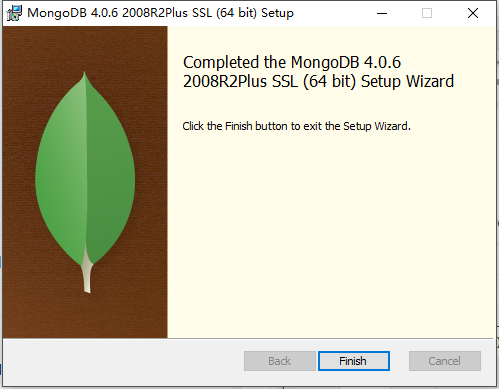 MongoDB 4.0.6 2008R2Plus SSL (64 bit) Setup
Completed the MongoDB 4.0.6
2008R2Plus SSL (64 bit) Setup Wizard
Click the Finish button to exit the Setup Wizard.
Back
Finish
Cancel